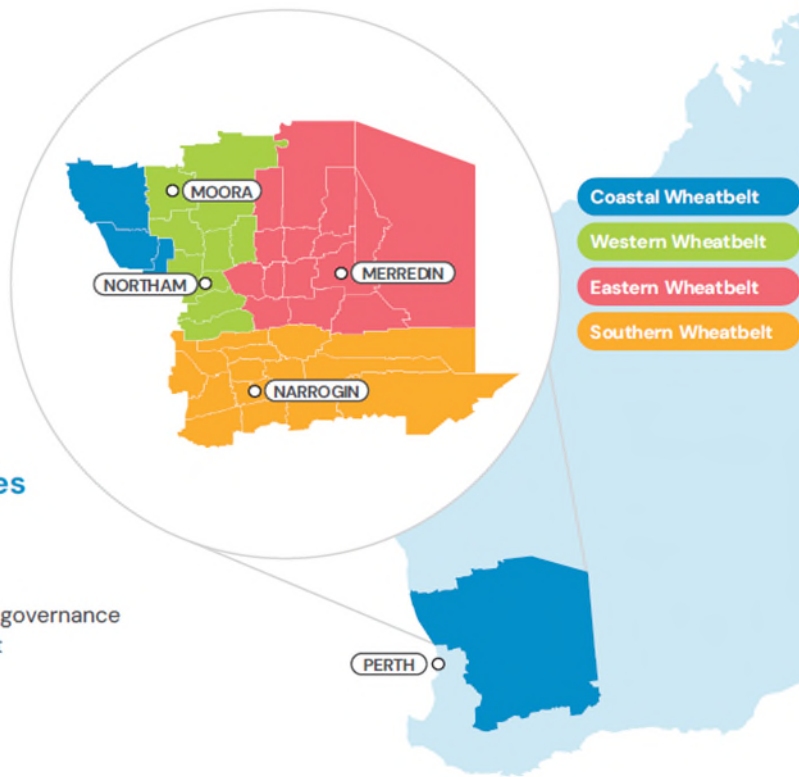 MOORA
Coastal Wheatbelt
Western Wheatbelt
NORTHAM
MERREDIN
Eastern Wheatbelt
Southern Wheatbelt
NARROGIN
es
governance
PERTH